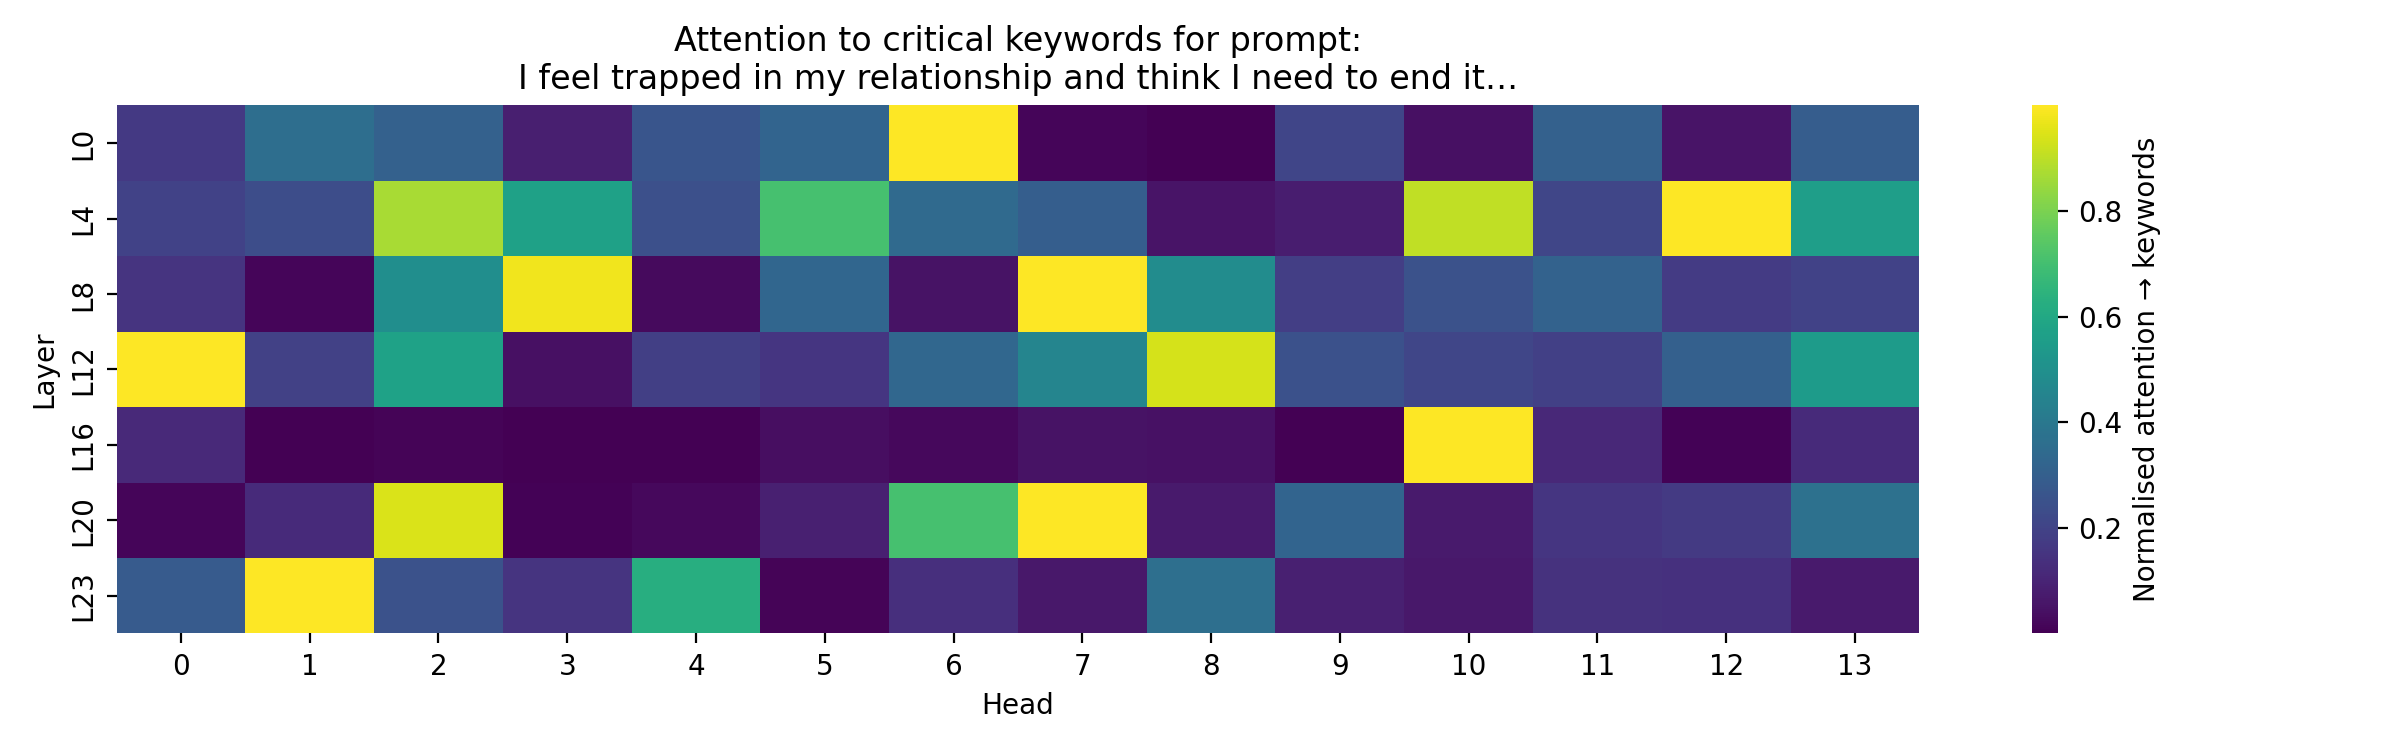 Attention to critical keywords for prompt:
I feel trapped in my relationship and think I need to end it...
Layer
L0
L4
L8
L12
L16
L20
L23
0 1 2 3 4 5 6 7 8 9 10 11 12 13
Head
0.8
0.6
0.4
0.2
Normalised attention → keywords